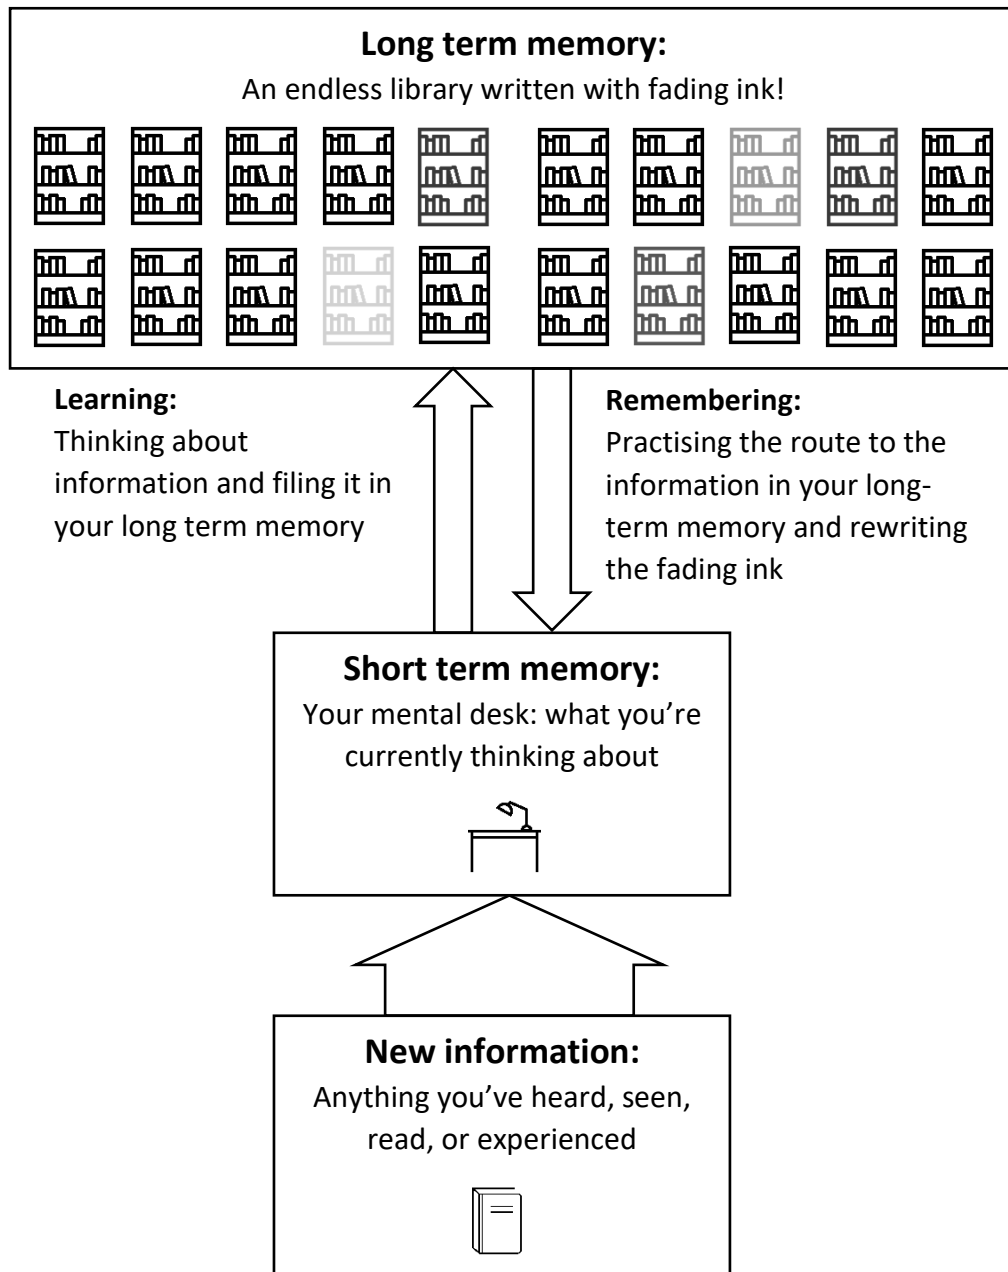 Long term memory:
An endless library written with fading ink!
Learning:
Thinking about
information and filing it in
your long term memory
Remembering:
Practising the route to the
information in your long-
term memory and rewriting
the fading ink
Short term memory:
Your mental desk: what you’re
currently thinking about
New information:
Anything you’ve heard, seen,
read, or experienced